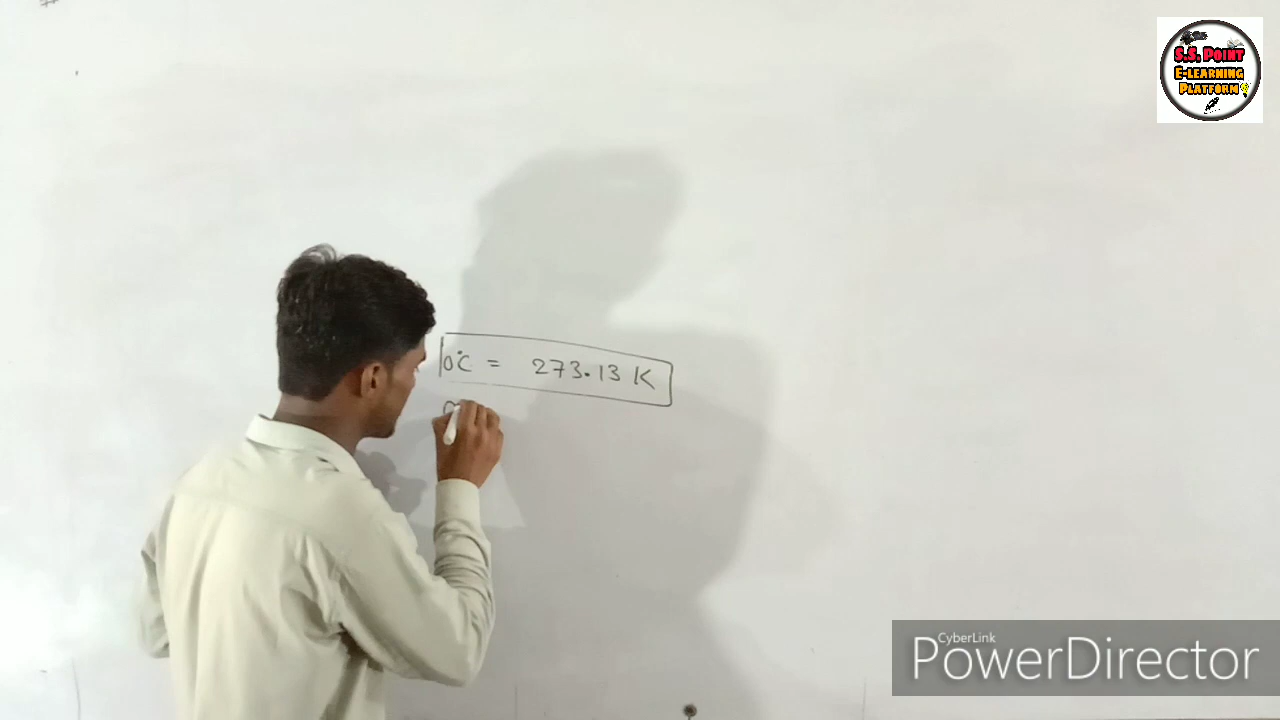 S.S. POINT
E-LEARNING
PLATFORM
0°C = 273.13 K
CyberLink
PowerDirector